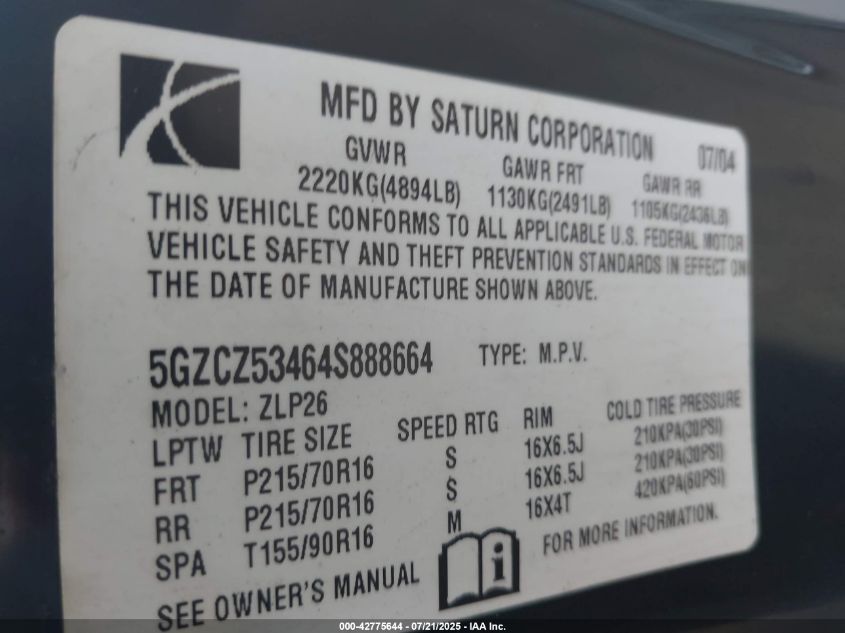 MFD BY SATURN CORPORATION 07/04
GVWR GAWR FRT GAWR RR
2220KG(4894LB) 1130KG(2491LB) 1105KG(2436LB)
THIS VEHICLE CONFORMS TO ALL APPLICABLE U.S. FEDERAL MOTOR
VEHICLE SAFETY AND THEFT PREVENTION STANDARDS IN EFFECT ON
THE DATE OF MANUFACTURE SHOWN ABOVE.
5GZCZ53464S888664 TYPE: M.P.V.
MODEL: ZLP26
LPTW TIRE SIZE SPEED RTG RIM COLD TIRE PRESSURE
FRT P215/70R16 S 16X6.5J 210KPA(30PSI)
RR P215/70R16 S 16X6.5J 210KPA(30PSI)
SPA T155/90R16 M 16X4T 420KPA(60PSI)
SEE OWNER'S MANUAL i FOR MORE INFORMATION.
000-42775644 - 07/21/2025 - IAA Inc.